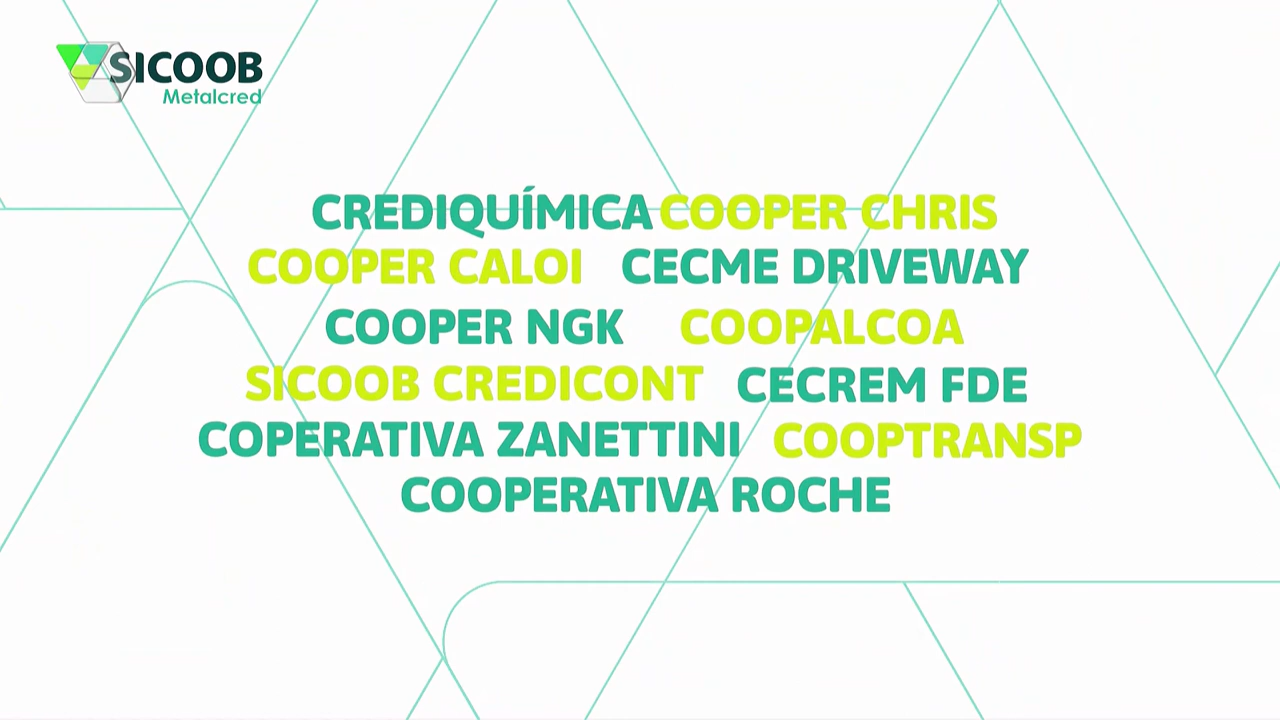 SICOOB
Metalcred
CREDIQUÍMICA COOPER CHRIS
COOPER CALOI CECME DRIVEWAY
COOPER NGK COOPALCOA
SICOOB CREDICONT CECREM FDE
COPERATIVA ZANETTINI COOPTRANSP
COOPERATIVA ROCHE